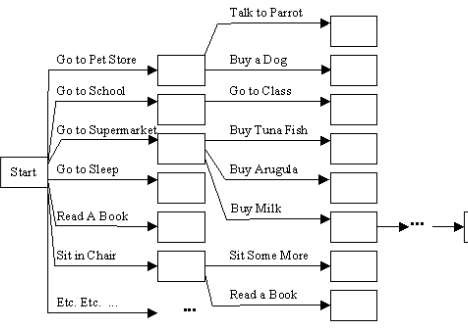 Talk to Parrot
Go to Pet Store
Buy a Dog
Go to School
Go to Class
Go to Supermarket
Buy Tuna Fish
Start
Go to Sleep
Buy Arugula
Read A Book
Buy Milk
...
Sit in Chair
Sit Some More
Etc. Etc. ...
...
Read a Book